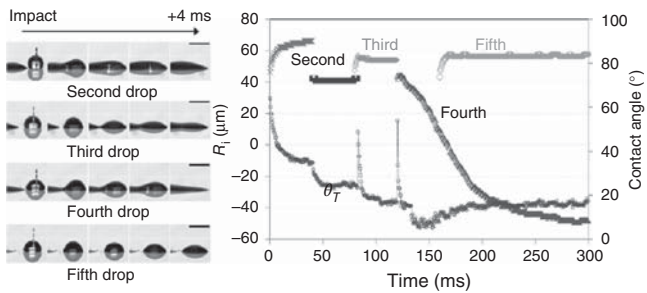 Impact +4 ms
Second drop
Third drop
Fourth drop
Fifth drop
80
60
40
20
0
−20
−40
−60
R_i (μm)
Second
Third
Fifth
Fourth
θ_T
100
80
60
40
20
0
Contact angle (°)
0 50 100 150 200 250 300
Time (ms)